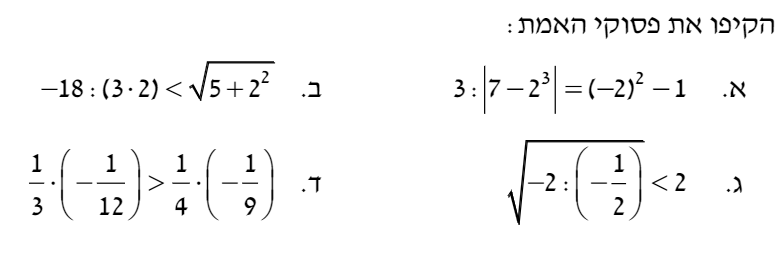 הקיפו את פסוקי האמת:
א. 3 : |7 − 2³| = (−2)² − 1
ב. −18 : (3 · 2) < √(5 + 2²)
ג. √(−2 : (−1/2)) < 2
ד. 1/3 · (−1/12) > 1/4 · (−1/9)